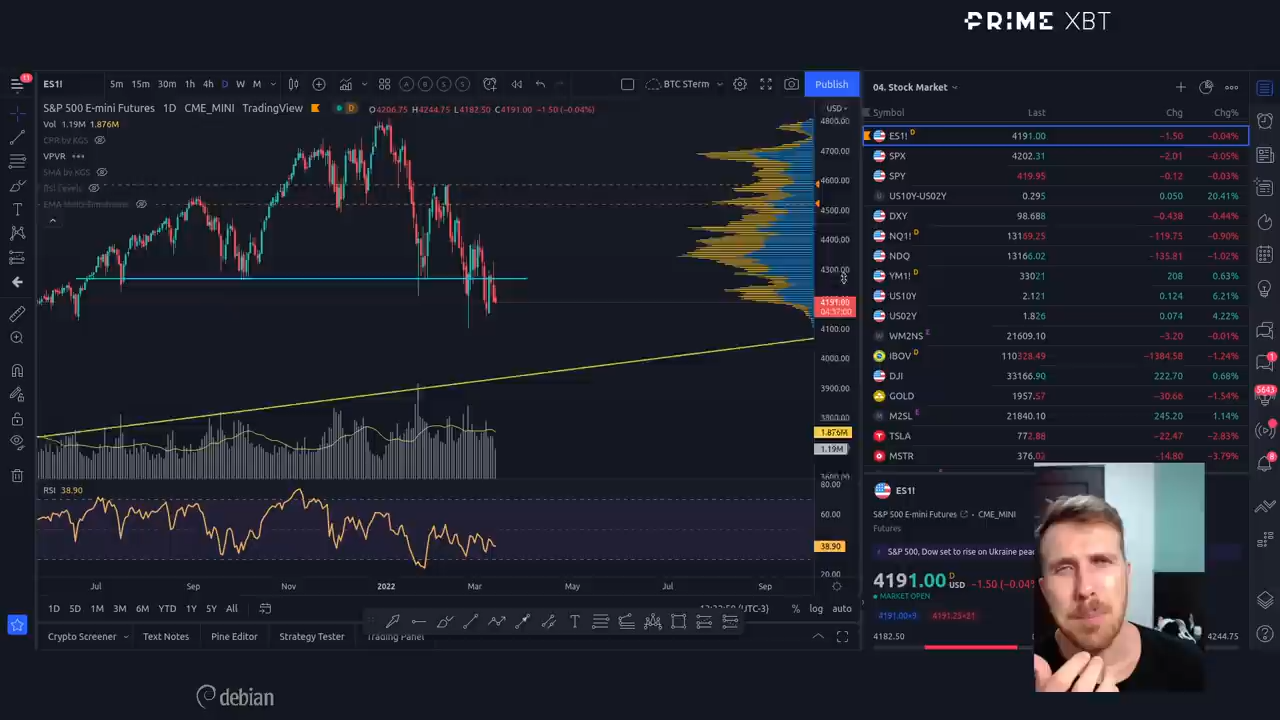 PRIME XBT
11
ES1! 5m 15m 30m 1h 4h D W M A B S S BTC STerm Publish
04. Stock Market
S&P 500 E-mini Futures 1D CME_MINI TradingView D O4206.75 H4244.75 L4182.50 C4191.00 −1.50 (−0.04%)
USD
Vol 1.19M 1.876M
CPR by KGS
VPVR
SMA by KGS
RSI Levels
EMA Multi Timeframe
4800.00
4700.00
4600.00
4500.00
4400.00
4300.00
4191.00
04:37:00
4100.00
4000.00
3900.00
3800.00
1.876M
1.19M
3600.00
RSI 38.90
80.00
60.00
38.90
20.00
Jul Sep Nov 2022 Mar May Jul Sep
1D 5D 1M 3M 6M YTD 1Y 5Y All
(UTC-3) % log auto
Crypto Screener Text Notes Pine Editor Strategy Tester Trading Panel
Symbol Last Chg Chg%
ES1! D 4191.00 −1.50 −0.04%
SPX 4202.31 −2.01 −0.05%
SPY 419.95 −0.12 −0.03%
US10Y-US02Y 0.295 0.050 20.41%
DXY 98.688 −0.438 −0.44%
NQ1! D 13169.25 −119.75 −0.90%
NDQ 13166.02 −135.81 −1.02%
YM1! D 33021 208 0.63%
US10Y 2.121 0.124 6.21%
US02Y 1.826 0.074 4.22%
WM2NS E 21609.10 −3.20 −0.01%
IBOV D 110328.49 −1384.58 −1.24%
DJI 33166.90 222.70 0.68%
GOLD 1957.57 −30.66 −1.54%
M2SL E 21840.10 245.20 1.14%
TSLA 772.88 −22.47 −2.83%
MSTR 376.02 −14.80 −3.79%
ES1!
S&P 500 E-mini Futures • CME_MINI
Futures
S&P 500, Dow set to rise on Ukraine
4191.00 D USD −1.50 (−0.04%
MARKET OPEN
4191.00×9 4191.25×21
4182.50 4244.75
1
5643
8
debian